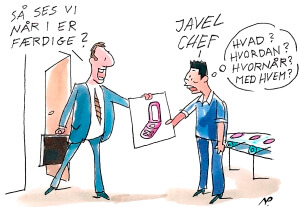 SÅ SES VI
NÅR I ER
FÆRDIGE?
JAVEL
CHEF
HVAD?
HVORDAN?
HVORNÅR?
MED HVEM?